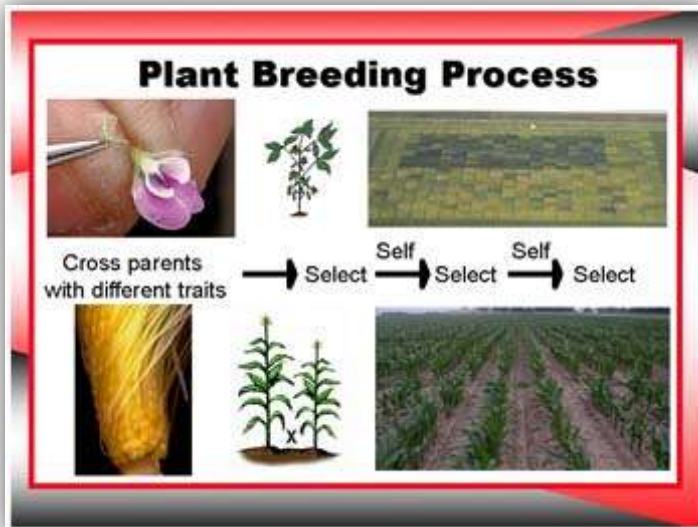 Plant Breeding Process
Cross parents
with different traits
Select
Self
Select
Self
Select
X